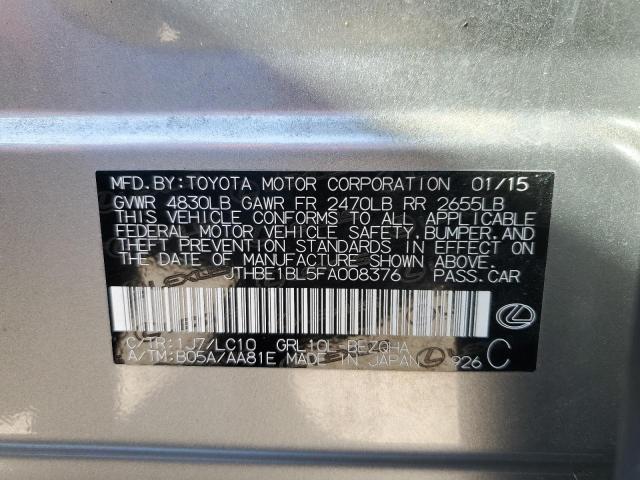 MFD.BY:TOYOTA MOTOR CORPORATION 01/15
GVWR 4830LB GAWR FR 2470LB RR 2655LB
THIS VEHICLE CONFORMS TO ALL APPLICABLE
FEDERAL MOTOR VEHICLE SAFETY,BUMPER,AND
THEFT PREVENTION STANDARDS IN EFFECT ON
THE DATE OF MANUFACTURE SHOWN ABOVE.
JTHBE1BL5FA008376 PASS.CAR
C/TR:1J7/LC10 GRL10L-BEZQHA
A/TM:B05A/AA81E MADE IN JAPAN 926 C